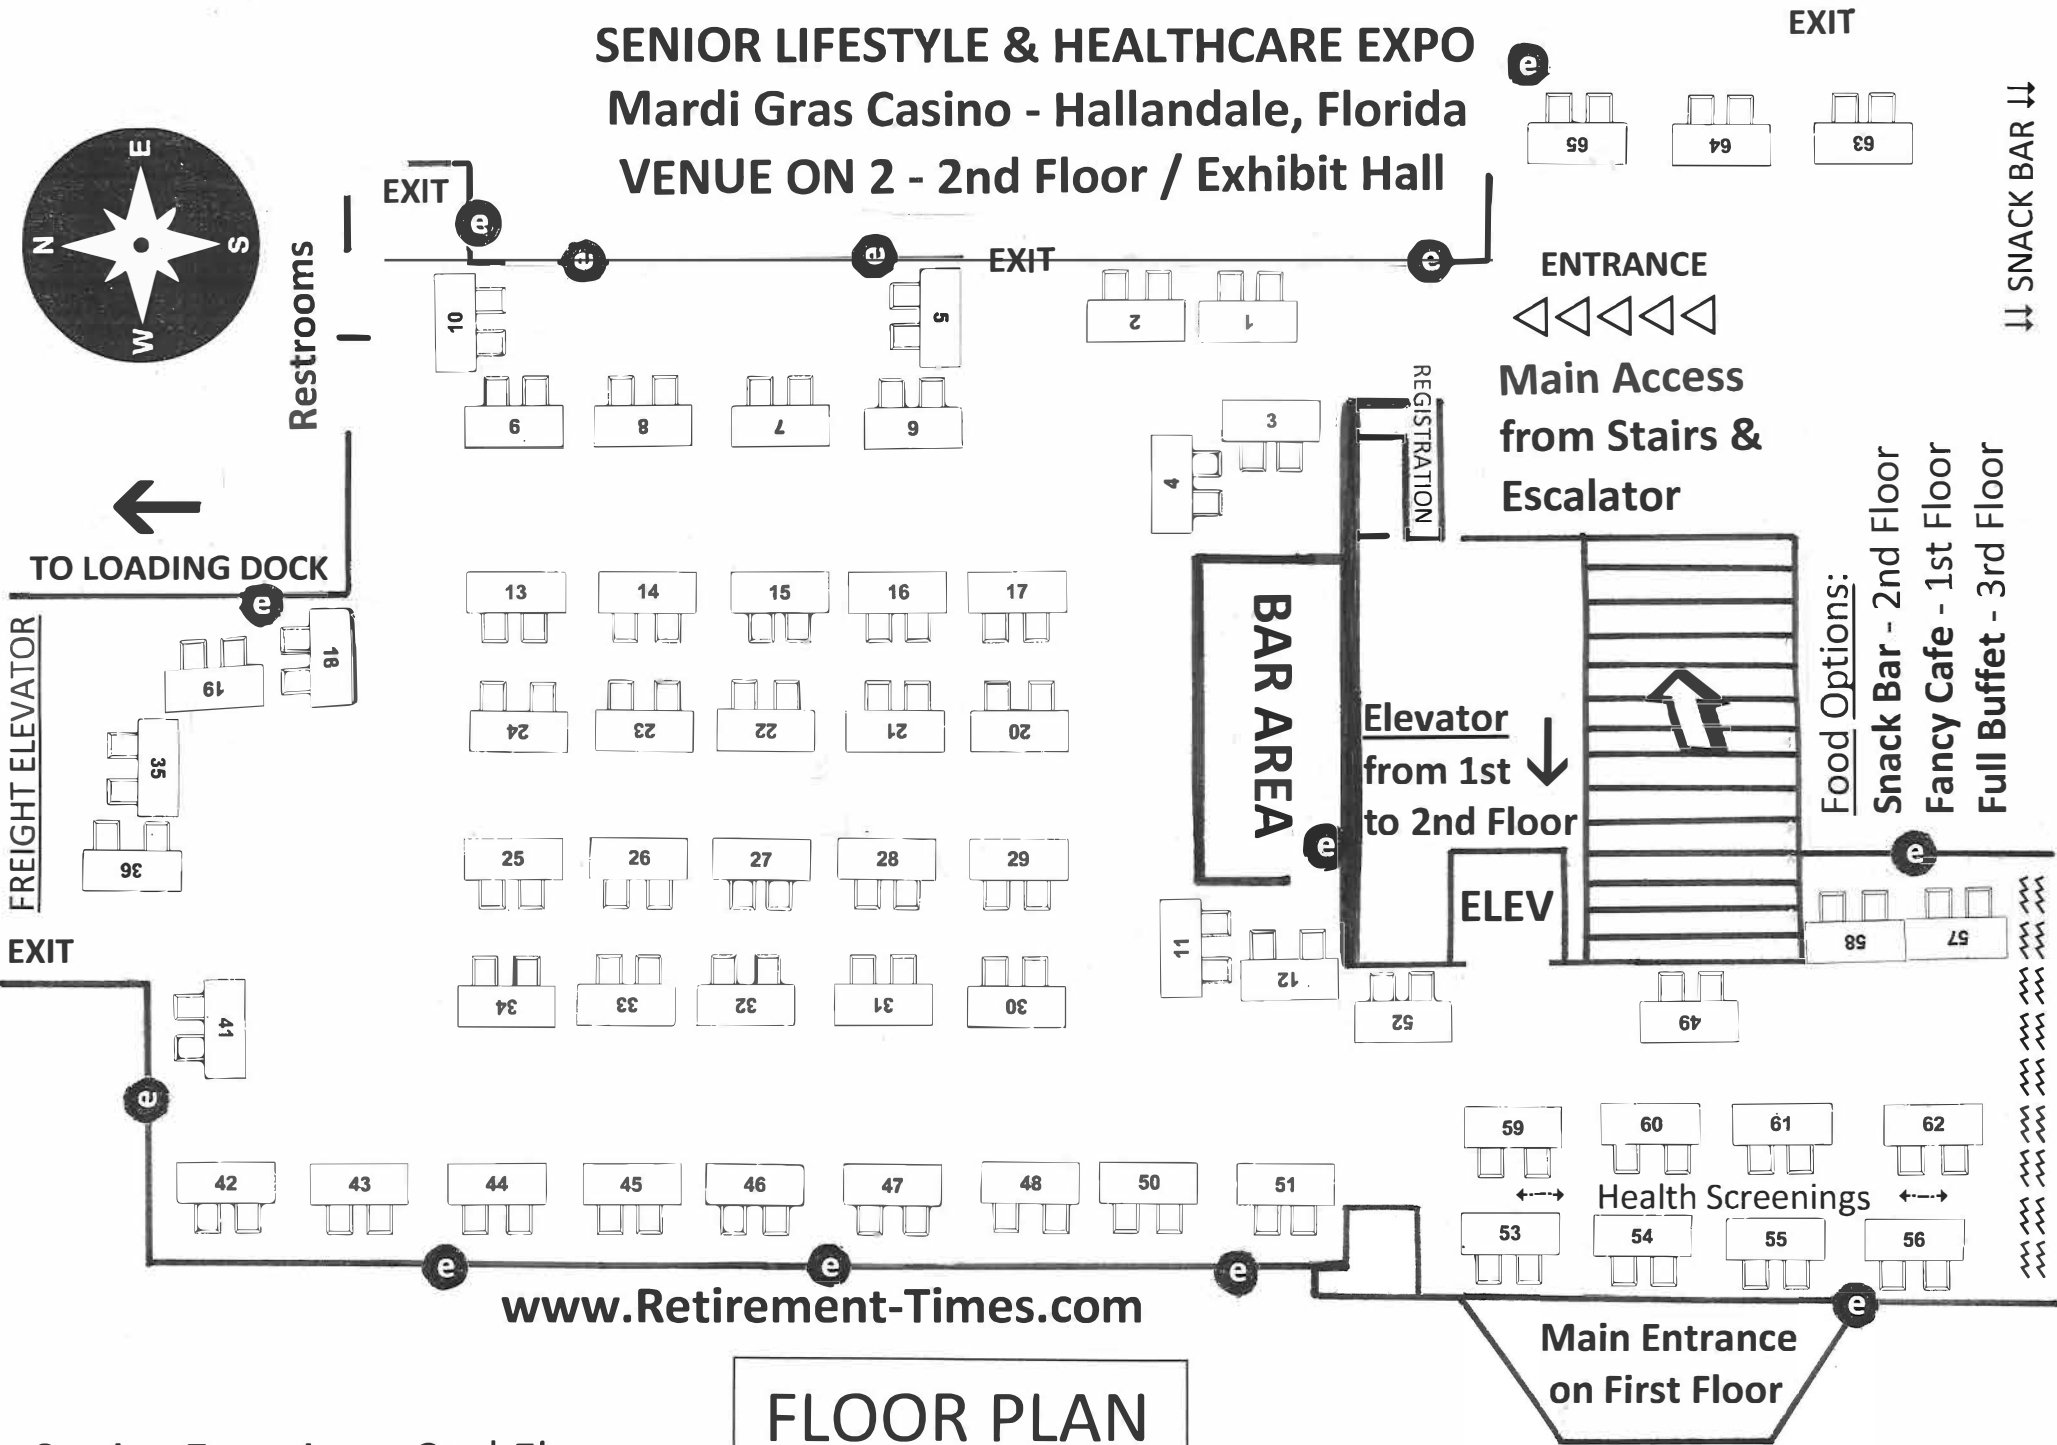 SENIOR LIFESTYLE & HEALTHCARE EXPO
Mardi Gras Casino - Hallandale, Florida
VENUE ON 2 - 2nd Floor / Exhibit Hall
EXIT
e
65
64
63
⇊ SNACK BAR ⇊
E
N
S
W
EXIT
e
e
e
EXIT
e
ENTRANCE
Main Access
from Stairs &
Escalator
Restrooms
10
5
2
1
9
8
7
6
3
4
REGISTRATION
TO LOADING DOCK
e
FREIGHT ELEVATOR
EXIT
18
19
35
36
13
14
15
16
17
24
23
22
21
20
25
26
27
28
29
34
33
32
31
30
BAR AREA
Elevator
from 1st
to 2nd Floor
e
ELEV
Food Options:
Snack Bar - 2nd Floor
Fancy Cafe - 1st Floor
Full Buffet - 3rd Floor
e
11
12
52
49
58
57
41
e
42
43
44
45
46
47
48
50
51
59
60
61
62
Health Screenings
53
54
55
56
e
e
e
e
www.Retirement-Times.com
Main Entrance
on First Floor
FLOOR PLAN